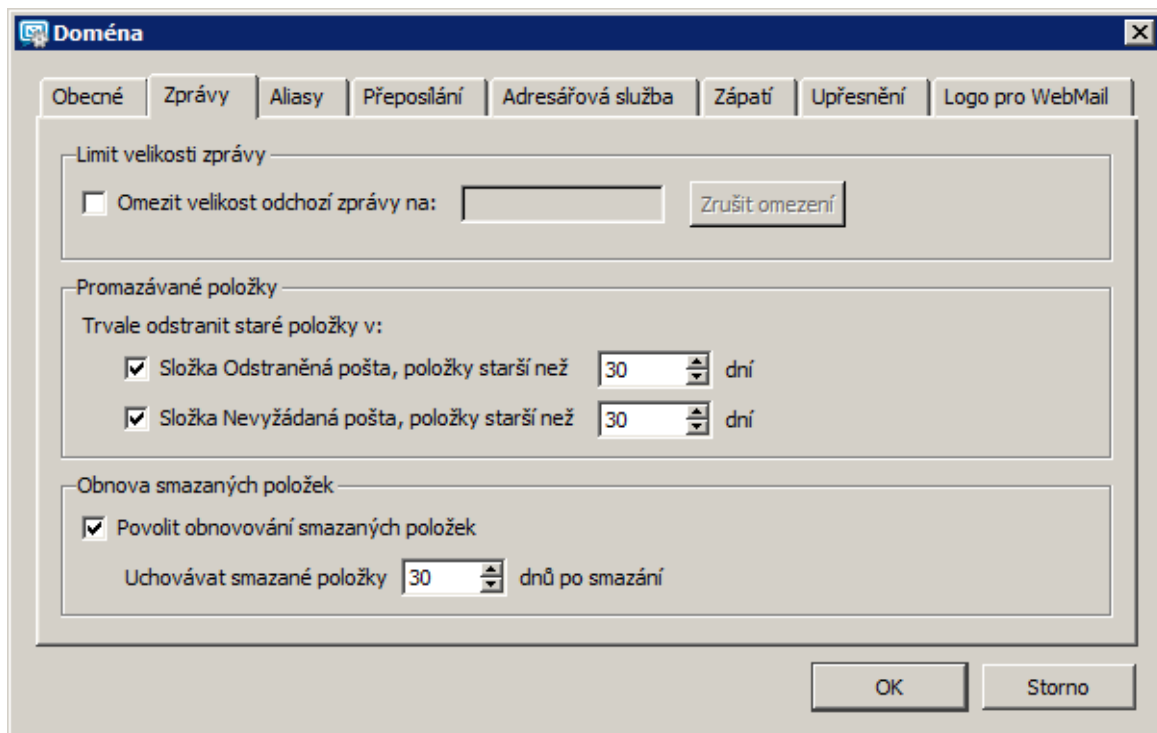 Doména
Obecné Zprávy Aliasy Přeposílání Adresářová služba Zápatí Upřesnění Logo pro WebMail
Limit velikosti zprávy
Omezit velikost odchozí zprávy na: Zrušit omezení
Promazávané položky
Trvale odstranit staré položky v:
Složka Odstraněná pošta, položky starší než 30 dní
Složka Nevyžádaná pošta, položky starší než 30 dní
Obnova smazaných položek
Povolit obnovování smazaných položek
Uchovávat smazané položky 30 dnů po smazání
OK Storno